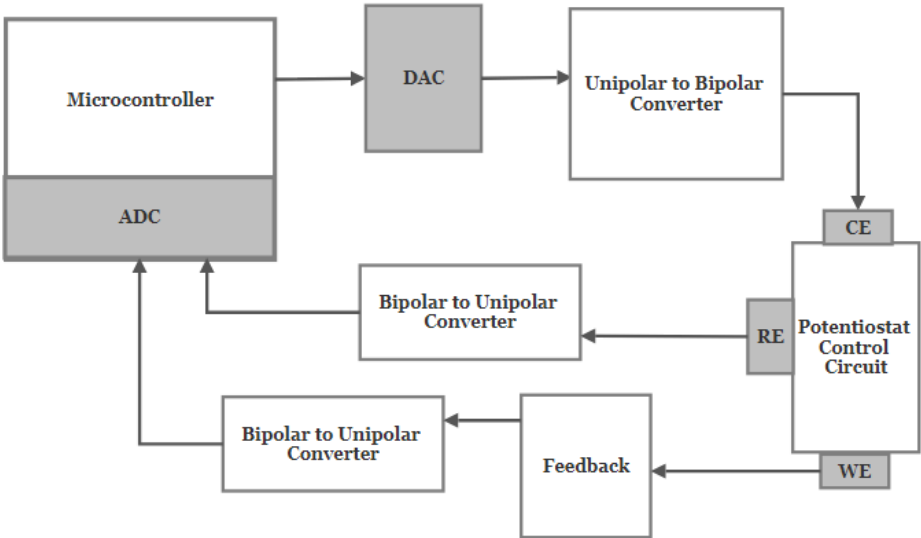 Microcontroller
DAC
Unipolar to Bipolar
Converter
ADC
CE
Bipolar to Unipolar
Converter
RE
Potentiostat
Control
Circuit
Bipolar to Unipolar
Converter
Feedback
WE